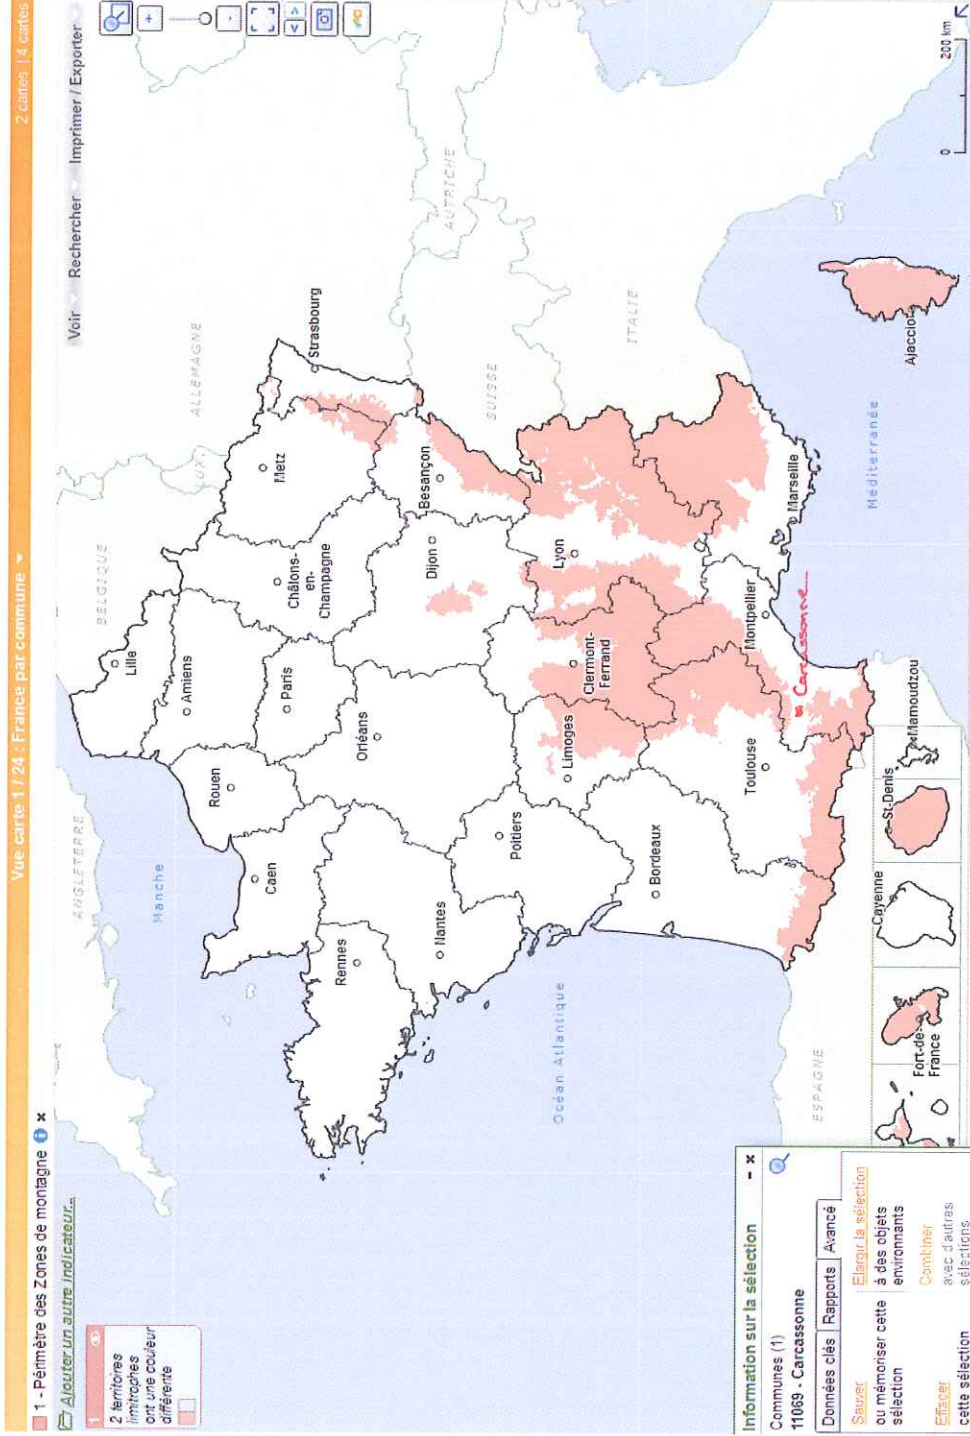 Vue carte 1 / 24 : France par commune
2 cartes | 4 cartes
1 - Périmètre des Zones de montagne
Ajouter un autre indicateur...
Voir
Rechercher
Imprimer / Exporter
1
2 territoires
limitrophes
ont une couleur
différente
ANGLETERRE
BELGIQUE
UX.
ALLEMAGNE
AUTRICHE
SUISSE
ITALIE
ESPAGNE
Manche
Océan Atlantique
Méditerranée
Lille
Amiens
Rouen
Caen
Paris
Metz
Strasbourg
Châlons-
en-
Champagne
Rennes
Orléans
Nantes
Dijon
Besançon
Poitiers
Limoges
Clermont-
Ferrand
Lyon
Bordeaux
Toulouse
Montpellier
Marseille
Carcassonne
Ajaccio
Fort-de-
France
Cayenne
St-Denis
Mamoudzou
0
200 km
Information sur la sélection
Communes (1)
11069 - Carcassonne
Données clés
Rapports
Avancé
Sauver
ou mémoriser cette
sélection
Elargir la sélection
à des objets
environnants
Effacer
cette sélection
Combiner
avec d'autres
sélections